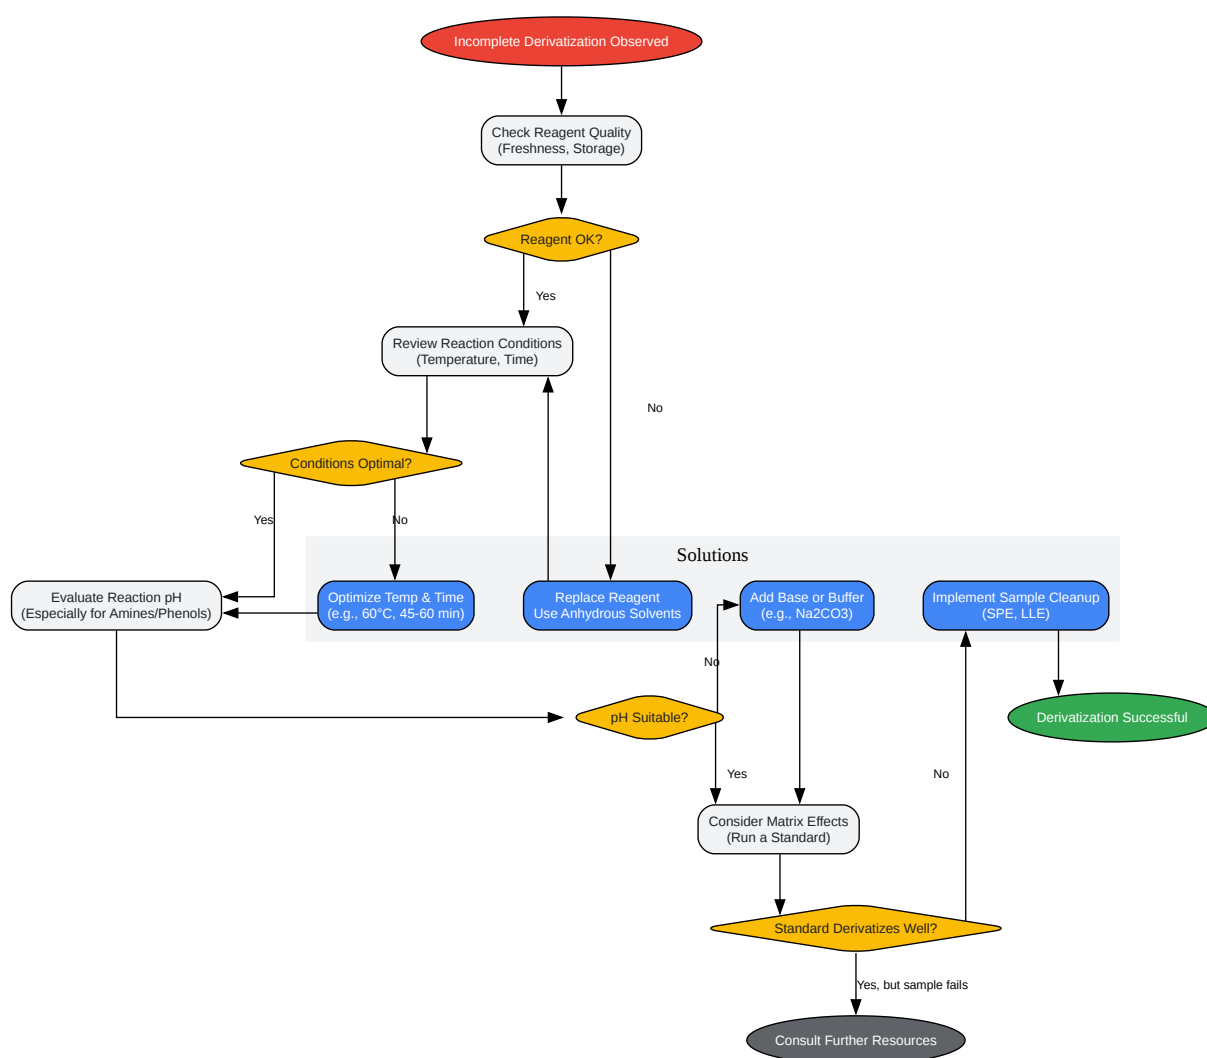 Incomplete Derivatization Observed
Check Reagent Quality
(Freshness, Storage)
Reagent OK?
Yes
Review Reaction Conditions
(Temperature, Time)
No
Conditions Optimal?
Yes
No
Solutions
Evaluate Reaction pH
(Especially for Amines/Phenols)
Optimize Temp & Time
(e.g., 60°C, 45-60 min)
Replace Reagent
Use Anhydrous Solvents
Add Base or Buffer
(e.g., Na2CO3)
Implement Sample Cleanup
(SPE, LLE)
No
pH Suitable?
Derivatization Successful
Yes
No
Consider Matrix Effects
(Run a Standard)
Standard Derivatizes Well?
Yes, but sample fails
Consult Further Resources